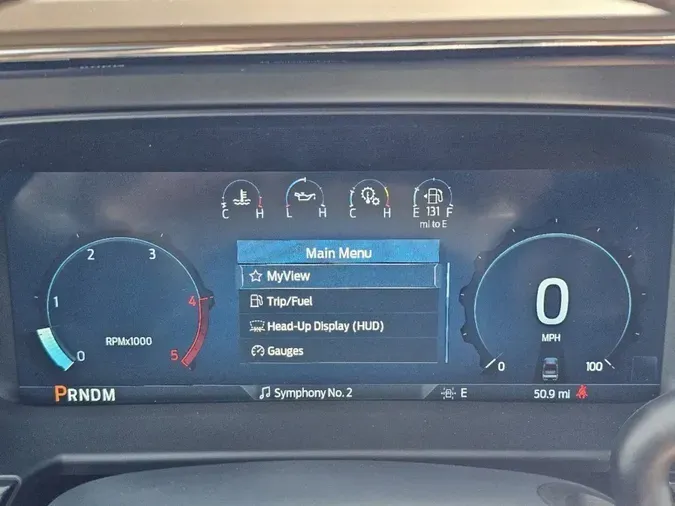 C H
L H
C H
E 131 F
mi to E
Main Menu
MyView
Trip/Fuel
Head-Up Display (HUD)
Gauges
0 1 2 3 4 5
RPMx1000
0
MPH
0 100
PRNDM
Symphony No. 2
E
50.9 mi